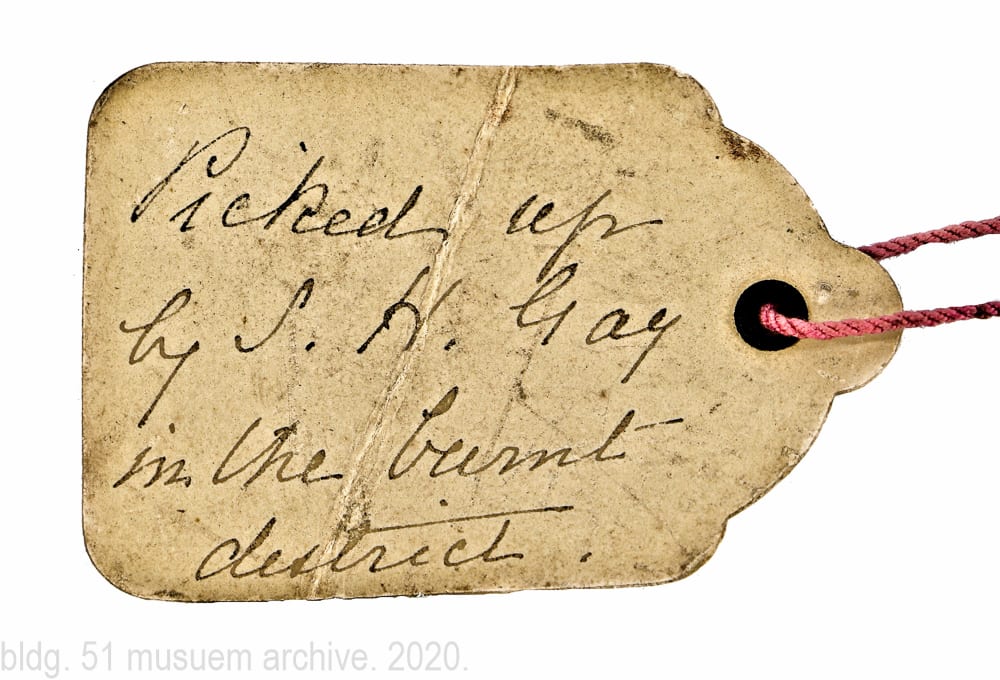 Picked up
by S. H. Gay
in the burnt
district.
bldg. 51 musuem archive. 2020.